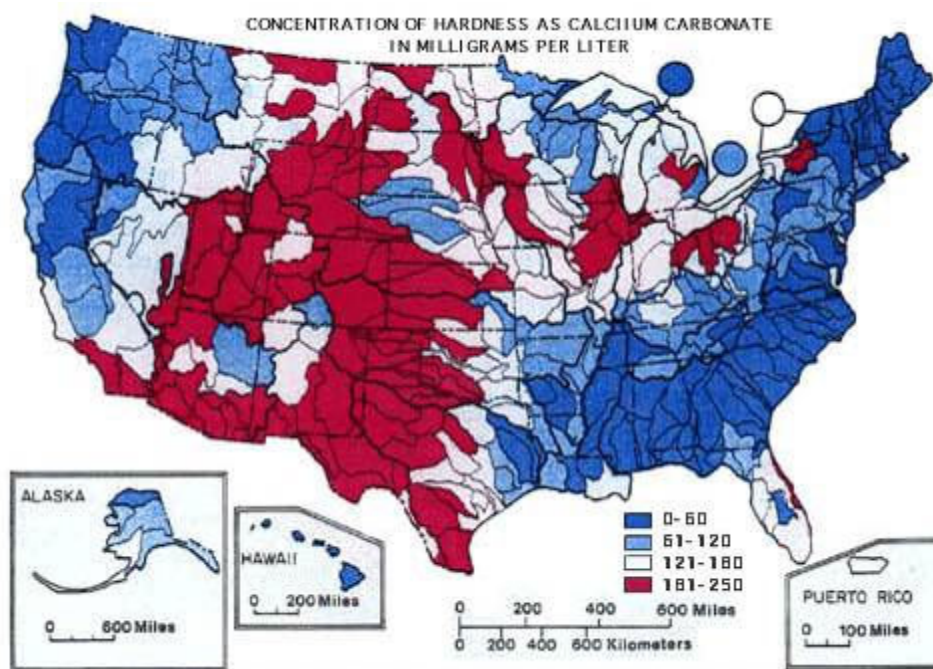 CONCENTRATION OF HARDNESS AS CALCIIUM CARBONATE
IN MILLIGRAMS PER LITER
ALASKA
0 600 Miles
HAWAII
0 200 Miles
0-60
61-120
121-180
181-250
0 200 400 600 Miles
0 200 400 600 Kilometers
PUERTO RICO
0 100 Miles